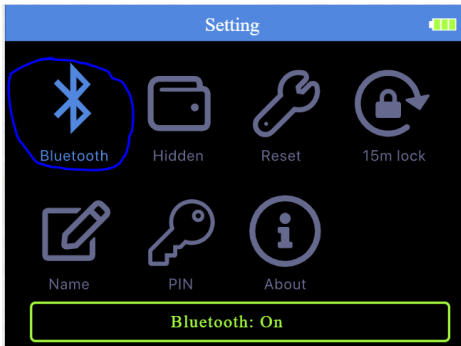 Setting
Bluetooth Hidden Reset 15m lock
Name PIN About
Bluetooth: On